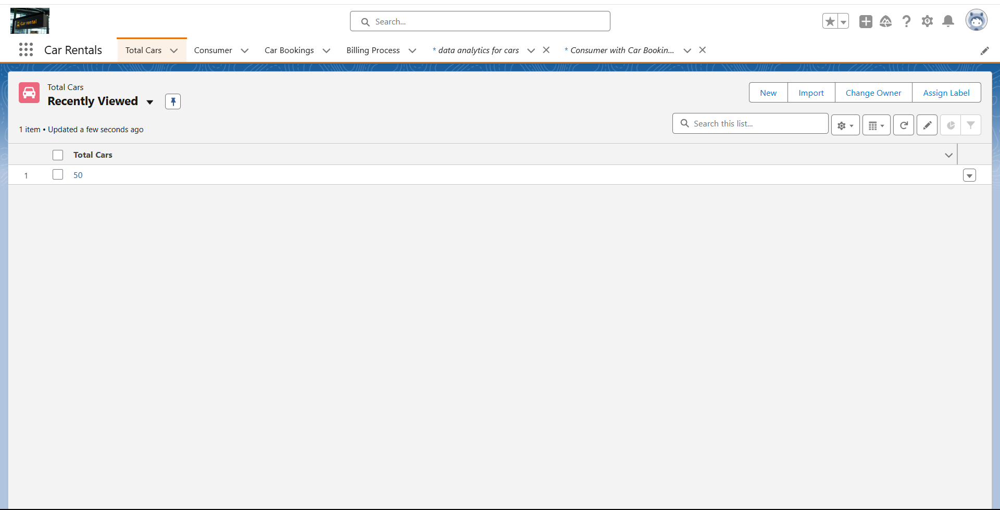 Car rental
Search...
Car Rentals
Total Cars
Consumer
Car Bookings
Billing Process
* data analytics for cars
* Consumer with Car Bookin...
Total Cars
Recently Viewed
New
Import
Change Owner
Assign Label
1 item • Updated a few seconds ago
Search this list...
Total Cars
1
50